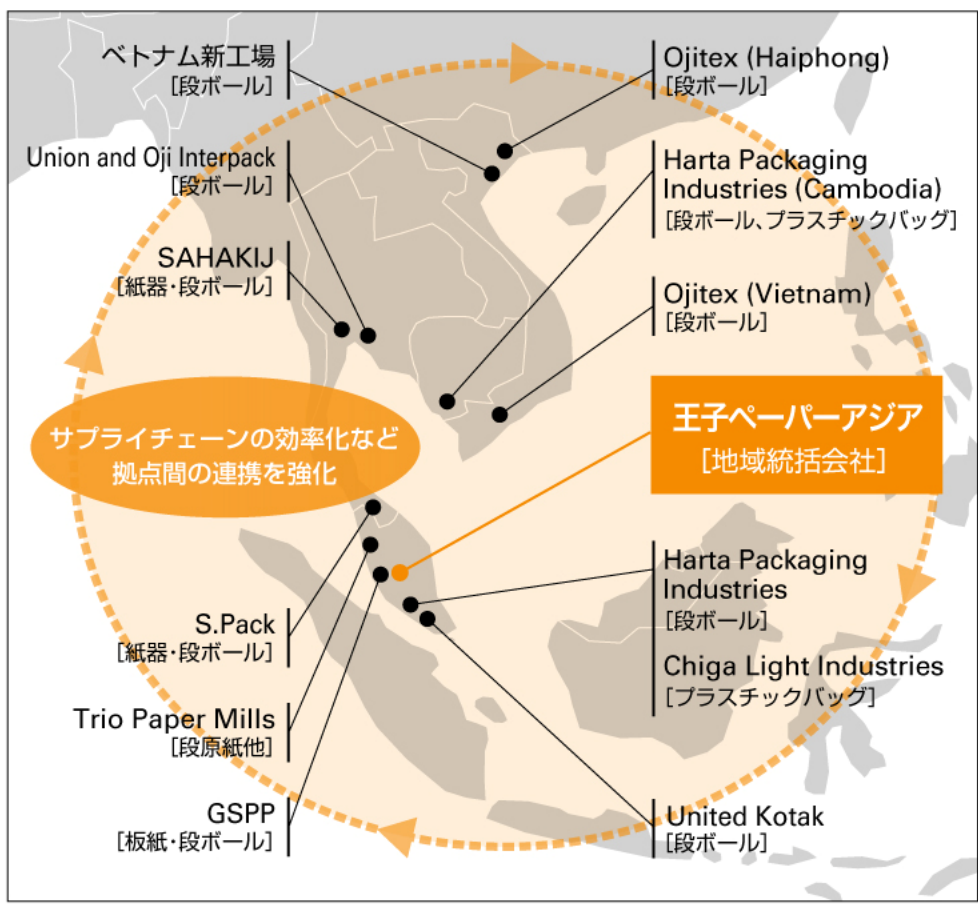 ベトナム新工場
[段ボール]
Union and Oji Interpack
[段ボール]
SAHAKIJ
[紙器・段ボール]
サプライチェーンの効率化など
拠点間の連携を強化
S.Pack
[紙器・段ボール]
Trio Paper Mills
[段原紙他]
GSPP
[板紙・段ボール]
Ojitex (Haiphong)
[段ボール]
Harta Packaging
Industries (Cambodia)
[段ボール、プラスチックバッグ]
Ojitex (Vietnam)
[段ボール]
王子ペーパーアジア
[地域統括会社]
Harta Packaging
Industries
[段ボール]
Chiga Light Industries
[プラスチックバッグ]
United Kotak
[段ボール]